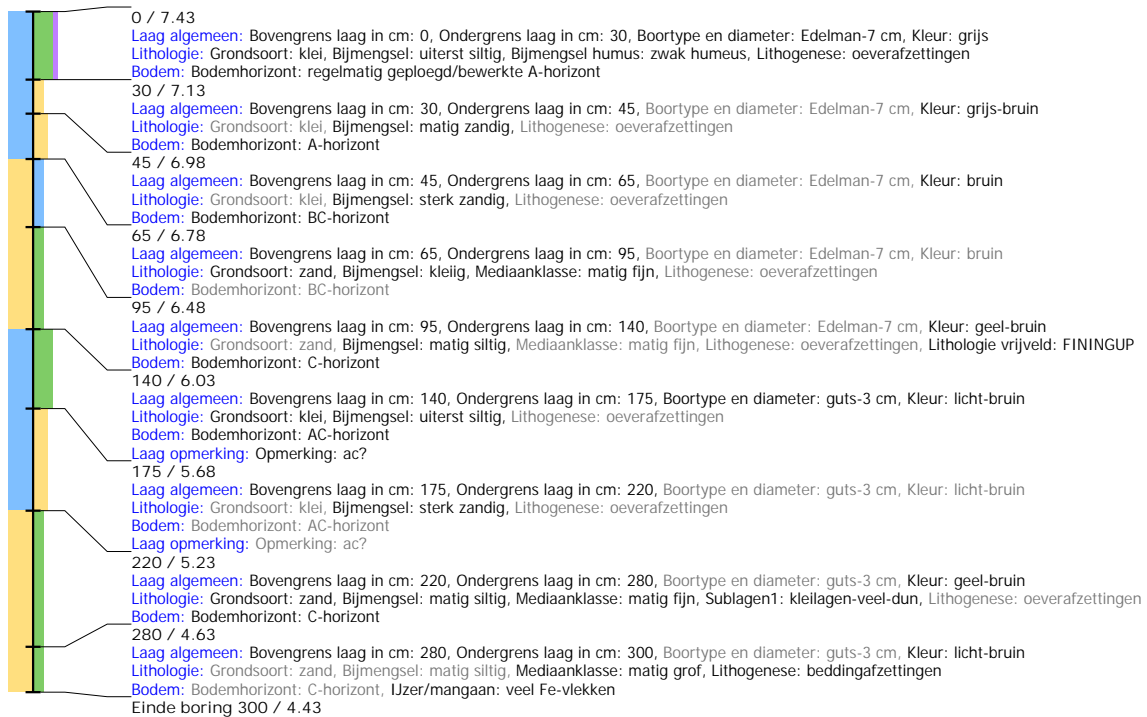 0 / 7.43
Laag algemeen: Bovengrens laag in cm: 0, Ondergrens laag in cm: 30, Boortype en diameter: Edelman-7 cm, Kleur: grijs
Lithologie: Grondsoort: klei, Bijmengsel: uiterst siltig, Bijmengsel humus: zwak humeus, Lithogenese: oeverafzettingen
Bodem: Bodemhorizont: regelmatig geploegd/bewerkte A-horizont
30 / 7.13
Laag algemeen: Bovengrens laag in cm: 30, Ondergrens laag in cm: 45, Boortype en diameter: Edelman-7 cm, Kleur: grijs-bruin
Lithologie: Grondsoort: klei, Bijmengsel: matig zandig, Lithogenese: oeverafzettingen
Bodem: Bodemhorizont: A-horizont
45 / 6.98
Laag algemeen: Bovengrens laag in cm: 45, Ondergrens laag in cm: 65, Boortype en diameter: Edelman-7 cm, Kleur: bruin
Lithologie: Grondsoort: klei, Bijmengsel: sterk zandig, Lithogenese: oeverafzettingen
Bodem: Bodemhorizont: BC-horizont
65 / 6.78
Laag algemeen: Bovengrens laag in cm: 65, Ondergrens laag in cm: 95, Boortype en diameter: Edelman-7 cm, Kleur: bruin
Lithologie: Grondsoort: zand, Bijmengsel: kleiig, Mediaanklasse: matig fijn, Lithogenese: oeverafzettingen
Bodem: Bodemhorizont: BC-horizont
95 / 6.48
Laag algemeen: Bovengrens laag in cm: 95, Ondergrens laag in cm: 140, Boortype en diameter: Edelman-7 cm, Kleur: geel-bruin
Lithologie: Grondsoort: zand, Bijmengsel: matig siltig, Mediaanklasse: matig fijn, Lithogenese: oeverafzettingen, Lithologie vrijveld: FININGUP
Bodem: Bodemhorizont: C-horizont
140 / 6.03
Laag algemeen: Bovengrens laag in cm: 140, Ondergrens laag in cm: 175, Boortype en diameter: guts-3 cm, Kleur: licht-bruin
Lithologie: Grondsoort: klei, Bijmengsel: uiterst siltig, Lithogenese: oeverafzettingen
Bodem: Bodemhorizont: AC-horizont
Laag opmerking: Opmerking: ac?
175 / 5.68
Laag algemeen: Bovengrens laag in cm: 175, Ondergrens laag in cm: 220, Boortype en diameter: guts-3 cm, Kleur: licht-bruin
Lithologie: Grondsoort: klei, Bijmengsel: sterk zandig, Lithogenese: oeverafzettingen
Bodem: Bodemhorizont: AC-horizont
Laag opmerking: Opmerking: ac?
220 / 5.23
Laag algemeen: Bovengrens laag in cm: 220, Ondergrens laag in cm: 280, Boortype en diameter: guts-3 cm, Kleur: geel-bruin
Lithologie: Grondsoort: zand, Bijmengsel: matig siltig, Mediaanklasse: matig fijn, Sublagen1: kleilagen-veel-dun, Lithogenese: oeverafzettingen
Bodem: Bodemhorizont: C-horizont
280 / 4.63
Laag algemeen: Bovengrens laag in cm: 280, Ondergrens laag in cm: 300, Boortype en diameter: guts-3 cm, Kleur: licht-bruin
Lithologie: Grondsoort: zand, Bijmengsel: matig siltig, Mediaanklasse: matig grof, Lithogenese: beddingafzettingen
Bodem: Bodemhorizont: C-horizont, IJzer/mangaan: veel Fe-vlekken
Einde boring 300 / 4.43